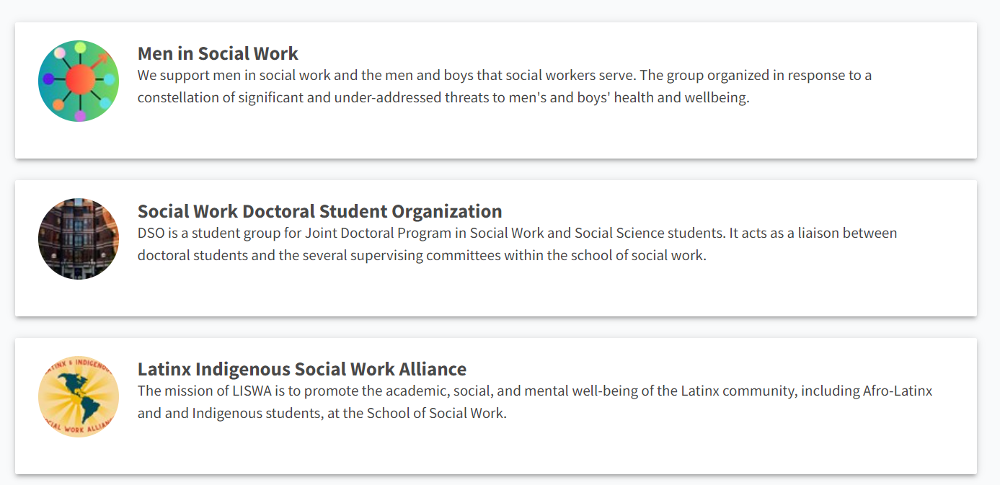 Men in Social Work
We support men in social work and the men and boys that social workers serve. The group organized in response to a
constellation of significant and under-addressed threats to men's and boys' health and wellbeing.
Social Work Doctoral Student Organization
DSO is a student group for Joint Doctoral Program in Social Work and Social Science students. It acts as a liaison between
doctoral students and the several supervising committees within the school of social work.
TINX & INDIGENOU
CIAL WORK ALLIAN
Latinx Indigenous Social Work Alliance
The mission of LISWA is to promote the academic, social, and mental well-being of the Latinx community, including Afro-Latinx
and and Indigenous students, at the School of Social Work.